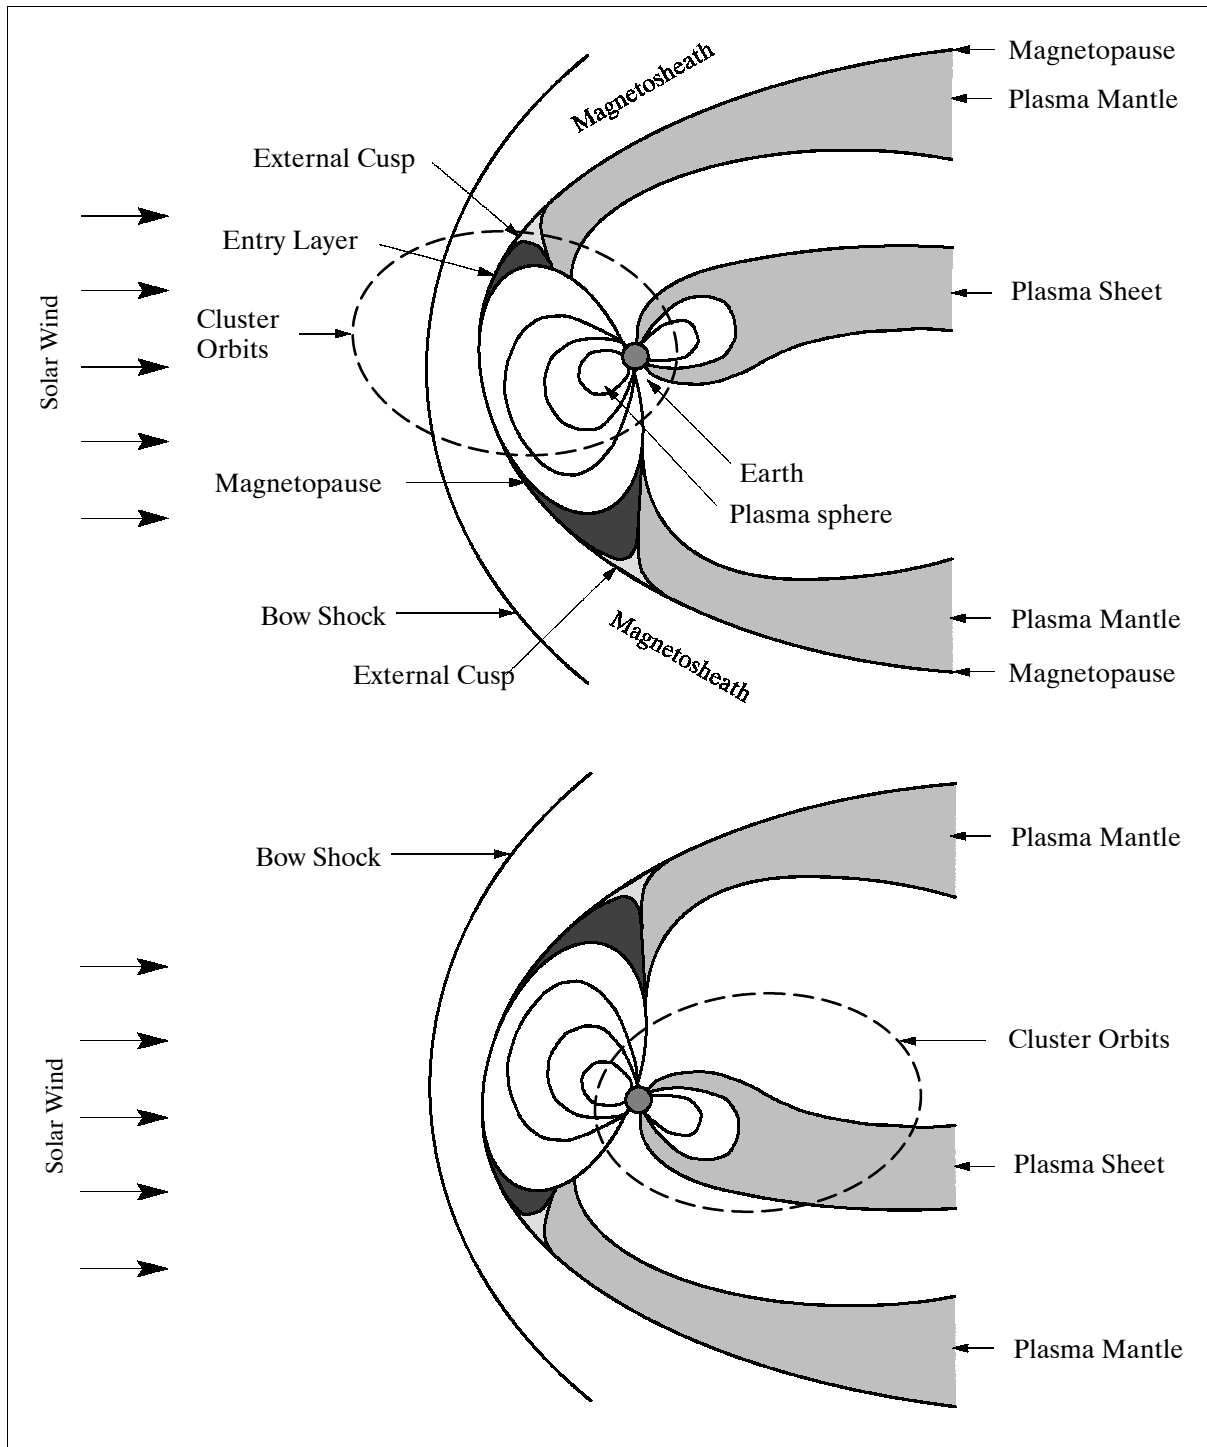 Magnetosheath
Magnetopause
Plasma Mantle
External Cusp
Entry Layer
Cluster
Orbits
Solar Wind
Plasma Sheet
Magnetopause
Earth
Plasma sphere
Bow Shock
External Cusp
Magnetosheath
Plasma Mantle
Magnetopause
Bow Shock
Plasma Mantle
Cluster Orbits
Solar Wind
Plasma Sheet
Plasma Mantle